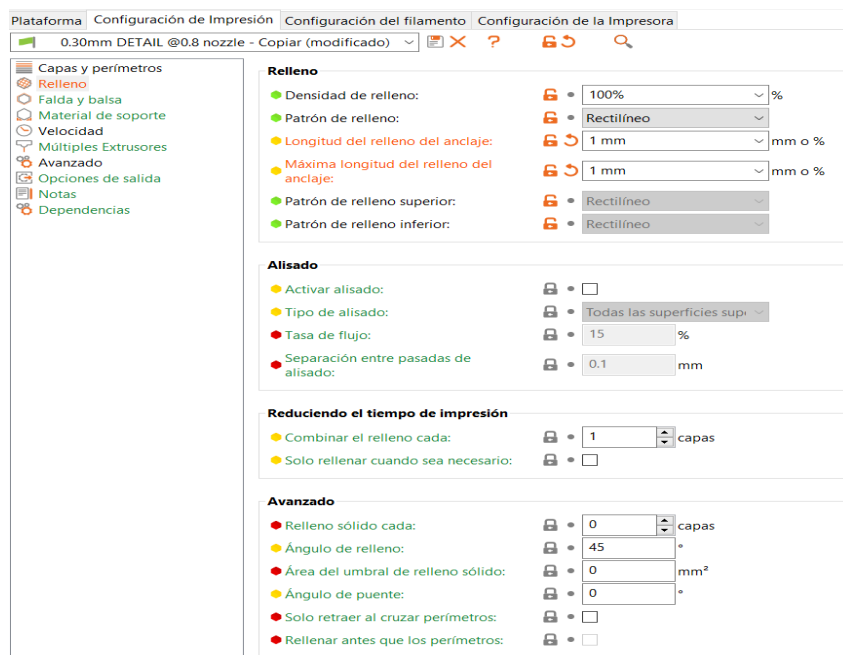 Plataforma Configuración de Impresión Configuración del filamento Configuración de la Impresora
0.30mm DETAIL @0.8 nozzle - Copiar (modificado) ?
Capas y perímetros
Relleno
Falda y balsa
Material de soporte
Velocidad
Múltiples Extrusores
Avanzado
Opciones de salida
Notas
Dependencias
Relleno
Densidad de relleno: 100% %
Patrón de relleno: Rectilíneo
Longitud del relleno del anclaje: 1 mm mm o %
Máxima longitud del relleno del
anclaje: 1 mm mm o %
Patrón de relleno superior: Rectilíneo
Patrón de relleno inferior: Rectilíneo
Alisado
Activar alisado:
Tipo de alisado: Todas las superficies sup
Tasa de flujo: 15 %
Separación entre pasadas de
alisado: 0.1 mm
Reduciendo el tiempo de impresión
Combinar el relleno cada: 1 capas
Solo rellenar cuando sea necesario:
Avanzado
Relleno sólido cada: 0 capas
Ángulo de relleno: 45 °
Área del umbral de relleno sólido: 0 mm²
Ángulo de puente: 0 °
Solo retraer al cruzar perímetros:
Rellenar antes que los perímetros: